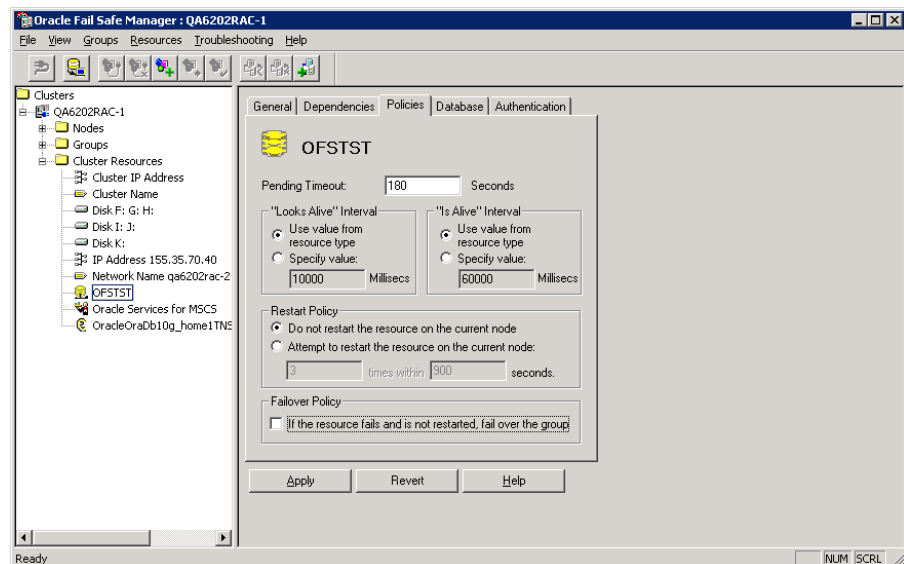 Oracle Fail Safe Manager : QA6202RAC-1
File View Groups Resources Troubleshooting Help
Clusters
QA6202RAC-1
Nodes
Groups
Cluster Resources
Cluster IP Address
Cluster Name
Disk F: G: H:
Disk I: J:
Disk K:
IP Address 155.35.70.40
Network Name qa6202rac-2
OFSTST
Oracle Services for MSCS
OracleOraDb10g_home1TNS
General Dependencies Policies Database Authentication
OFSTST
Pending Timeout: 180 Seconds
"Looks Alive" Interval
Use value from
resource type
Specify value:
10000 Millisecs
"Is Alive" Interval
Use value from
resource type
Specify value:
60000 Millisecs
Restart Policy
Do not restart the resource on the current node
Attempt to restart the resource on the current node:
3 times within 900 seconds.
Failover Policy
If the resource fails and is not restarted, fail over the group
Apply Revert Help
Ready NUM SCRL